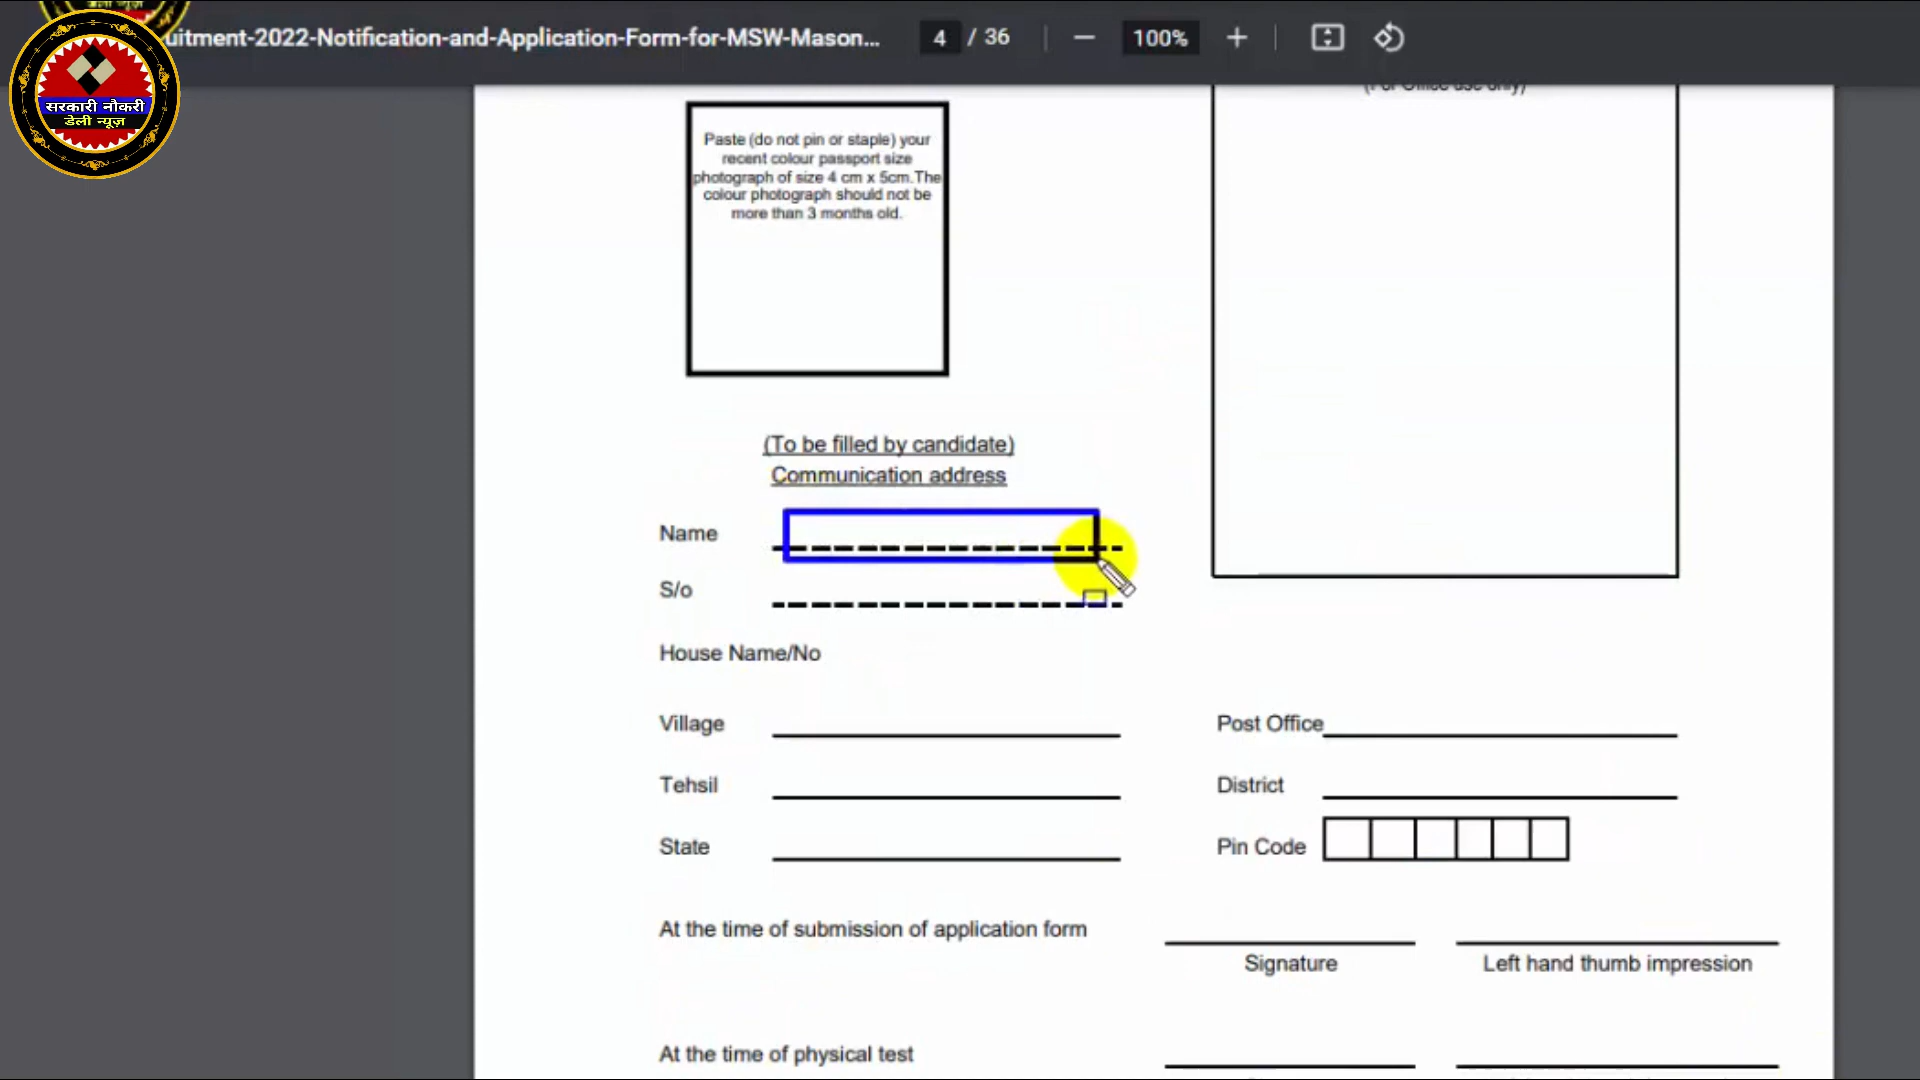 uitment-2022-Notification-and-Application-Form-for-MSW-Mason... 4 / 36 100%
सरकारी नौकरी
डेली न्यूज़
(For Office use only)
Paste (do not pin or staple) your
recent colour passport size
photograph of size 4 cm x 5cm.The
colour photograph should not be
more than 3 months old.
(To be filled by candidate)
Communication address
Name
S/o
House Name/No
Village Post Office
Tehsil District
State Pin Code
At the time of submission of application form
Signature Left hand thumb impression
At the time of physical test